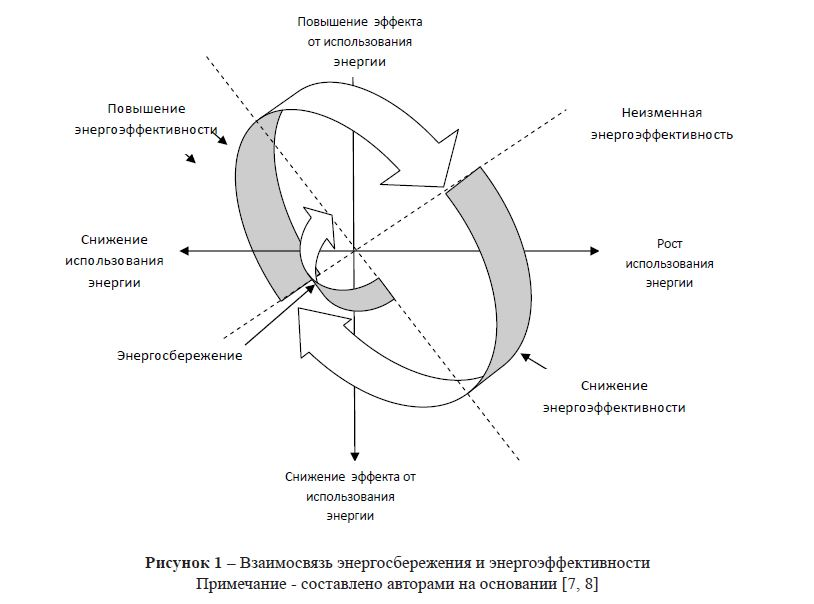 Повышение эффекта
от использования
энергии
Повышение
энергоэффективности
Неизменная
энергоэффективность
Снижение
использования
энергии
Рост
использования
энергии
Энергосбережение
Снижение
энергоэффективности
Снижение эффекта от
использования
энергии
Рисунок 1 – Взаимосвязь энергосбережения и энергоэффективности
Примечание - составлено авторами на основании [7, 8]